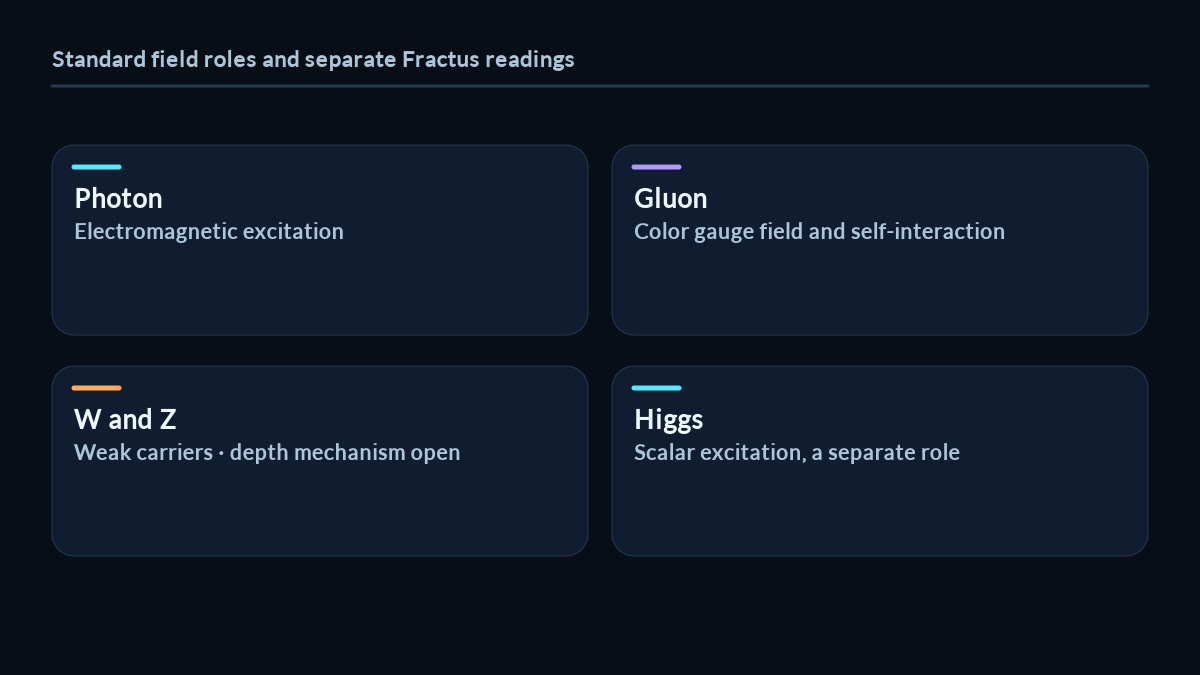 Standard field roles and separate Fractus readings
Photon
Electromagnetic excitation
Gluon
Color gauge field and self-interaction
W and Z
Weak carriers · depth mechanism open
Higgs
Scalar excitation, a separate role